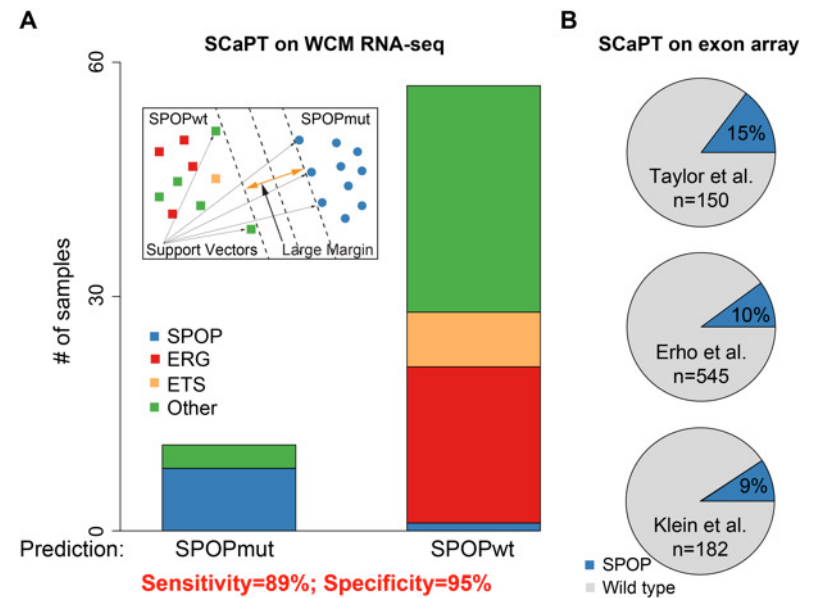 A
SCaPT on WCM RNA-seq
60
30
0
# of samples
SPOPwt
SPOPmut
Support Vectors
Large Margin
SPOP
ERG
ETS
Other
Prediction:
SPOPmut
SPOPwt
Sensitivity=89%; Specificity=95%
B
SCaPT on exon array
15%
Taylor et al.
n=150
10%
Erho et al.
n=545
9%
Klein et al.
n=182
SPOP
Wild type